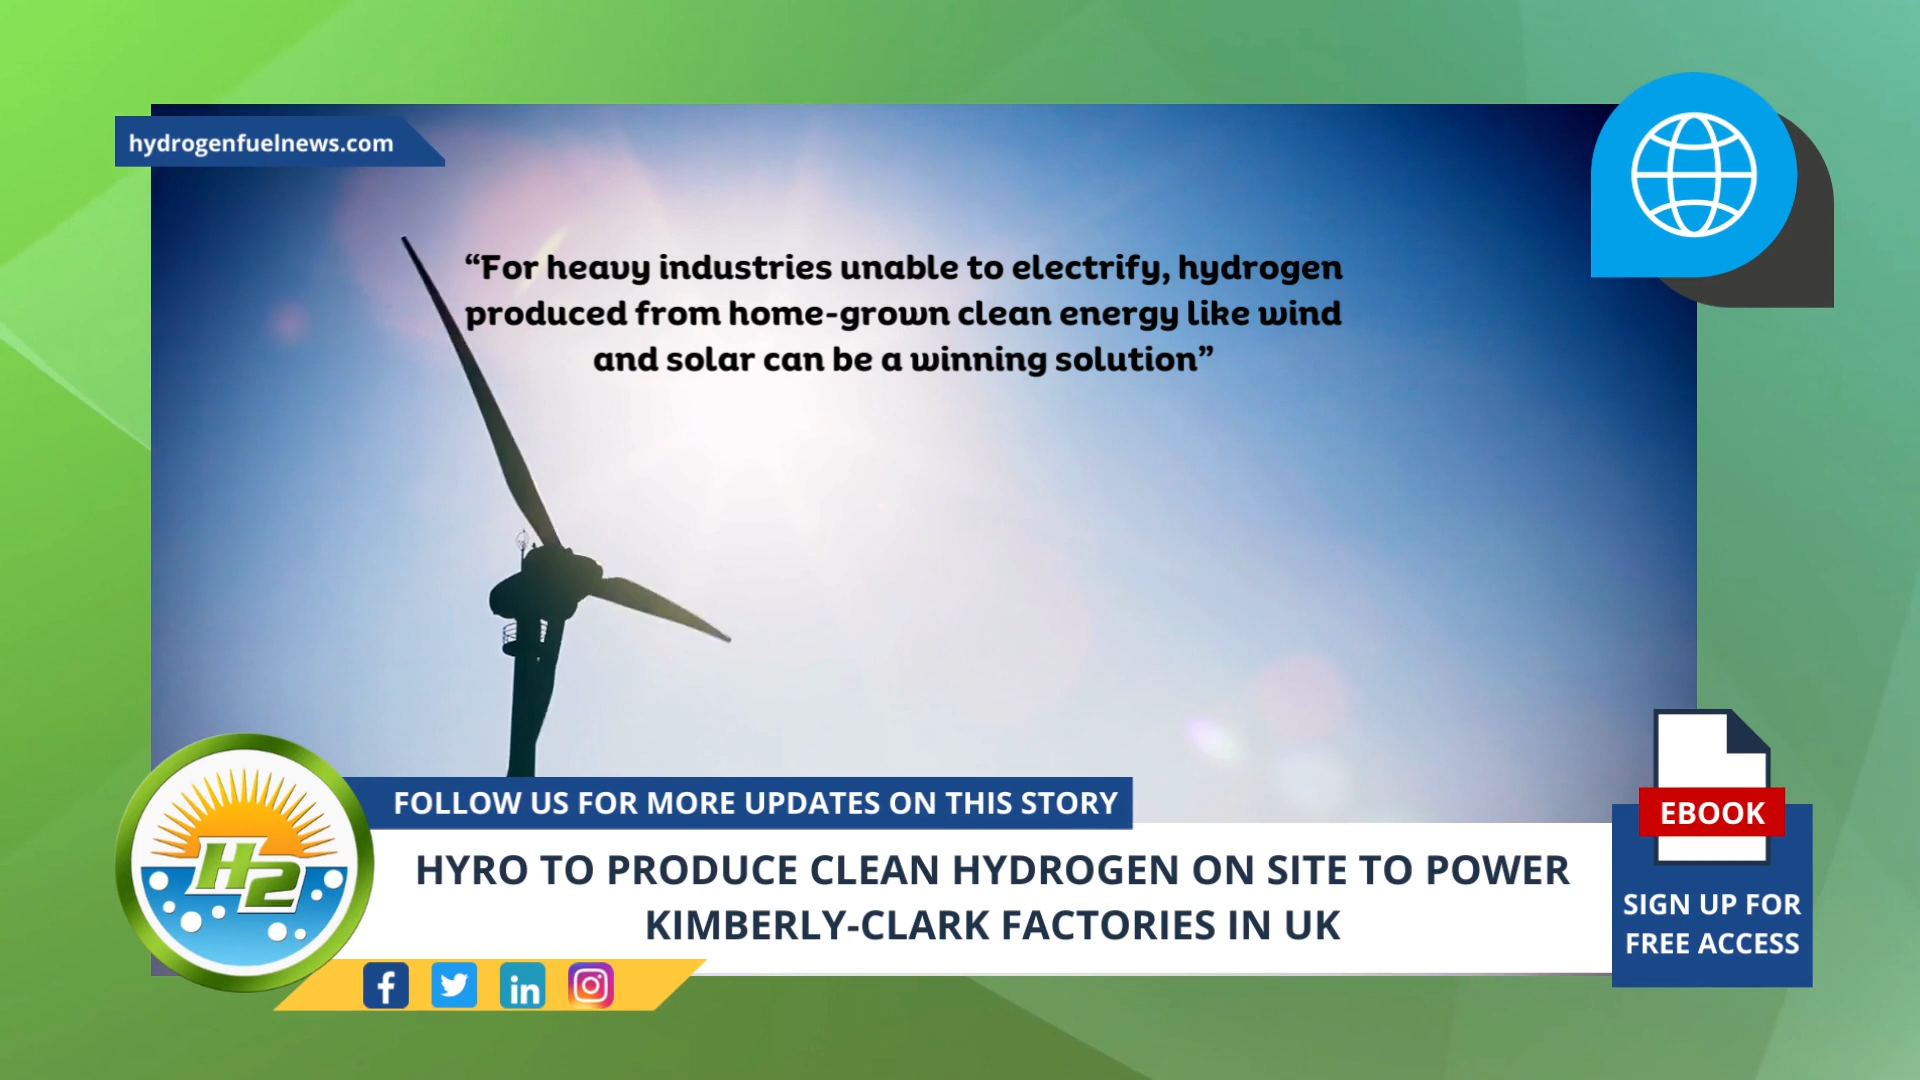 hydrogenfuelnews.com
“For heavy industries unable to electrify, hydrogen
produced from home-grown clean energy like wind
and solar can be a winning solution”
FOLLOW US FOR MORE UPDATES ON THIS STORY
HYRO TO PRODUCE CLEAN HYDROGEN ON SITE TO POWER
KIMBERLY-CLARK FACTORIES IN UK
H2
EBOOK
SIGN UP FOR
FREE ACCESS